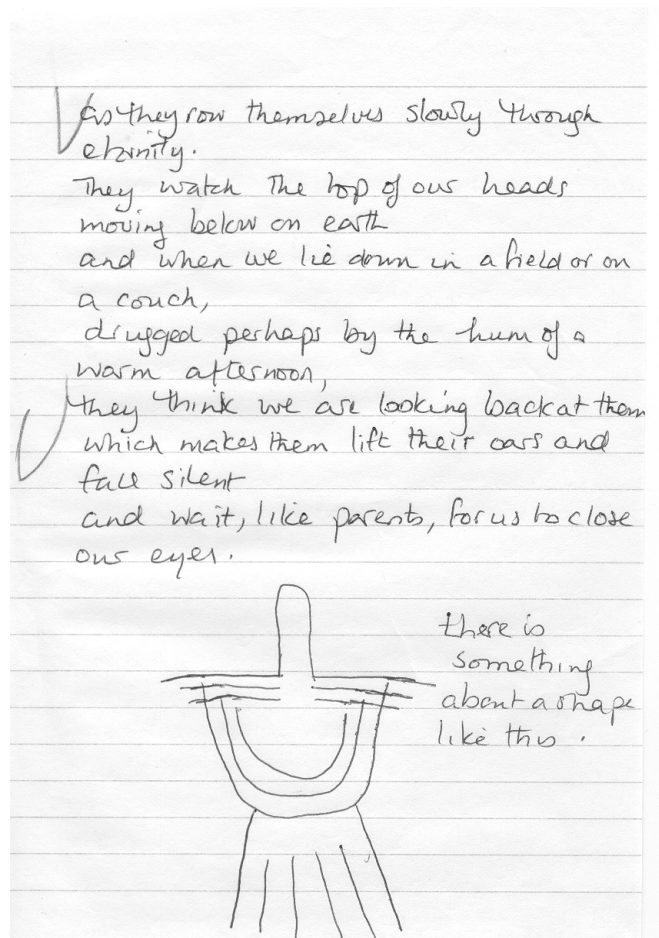 as they row themselves slowly through
eternity.
They watch the top of our heads
moving below on earth
and when we lie down in a field or on
a couch,
drugged perhaps by the hum of a
warm afternoon,
they think we are looking back at them
which makes them lift their oars and
fall silent
and wait, like parents, for us to close
our eyes.
there is
something
about a shape
like this.